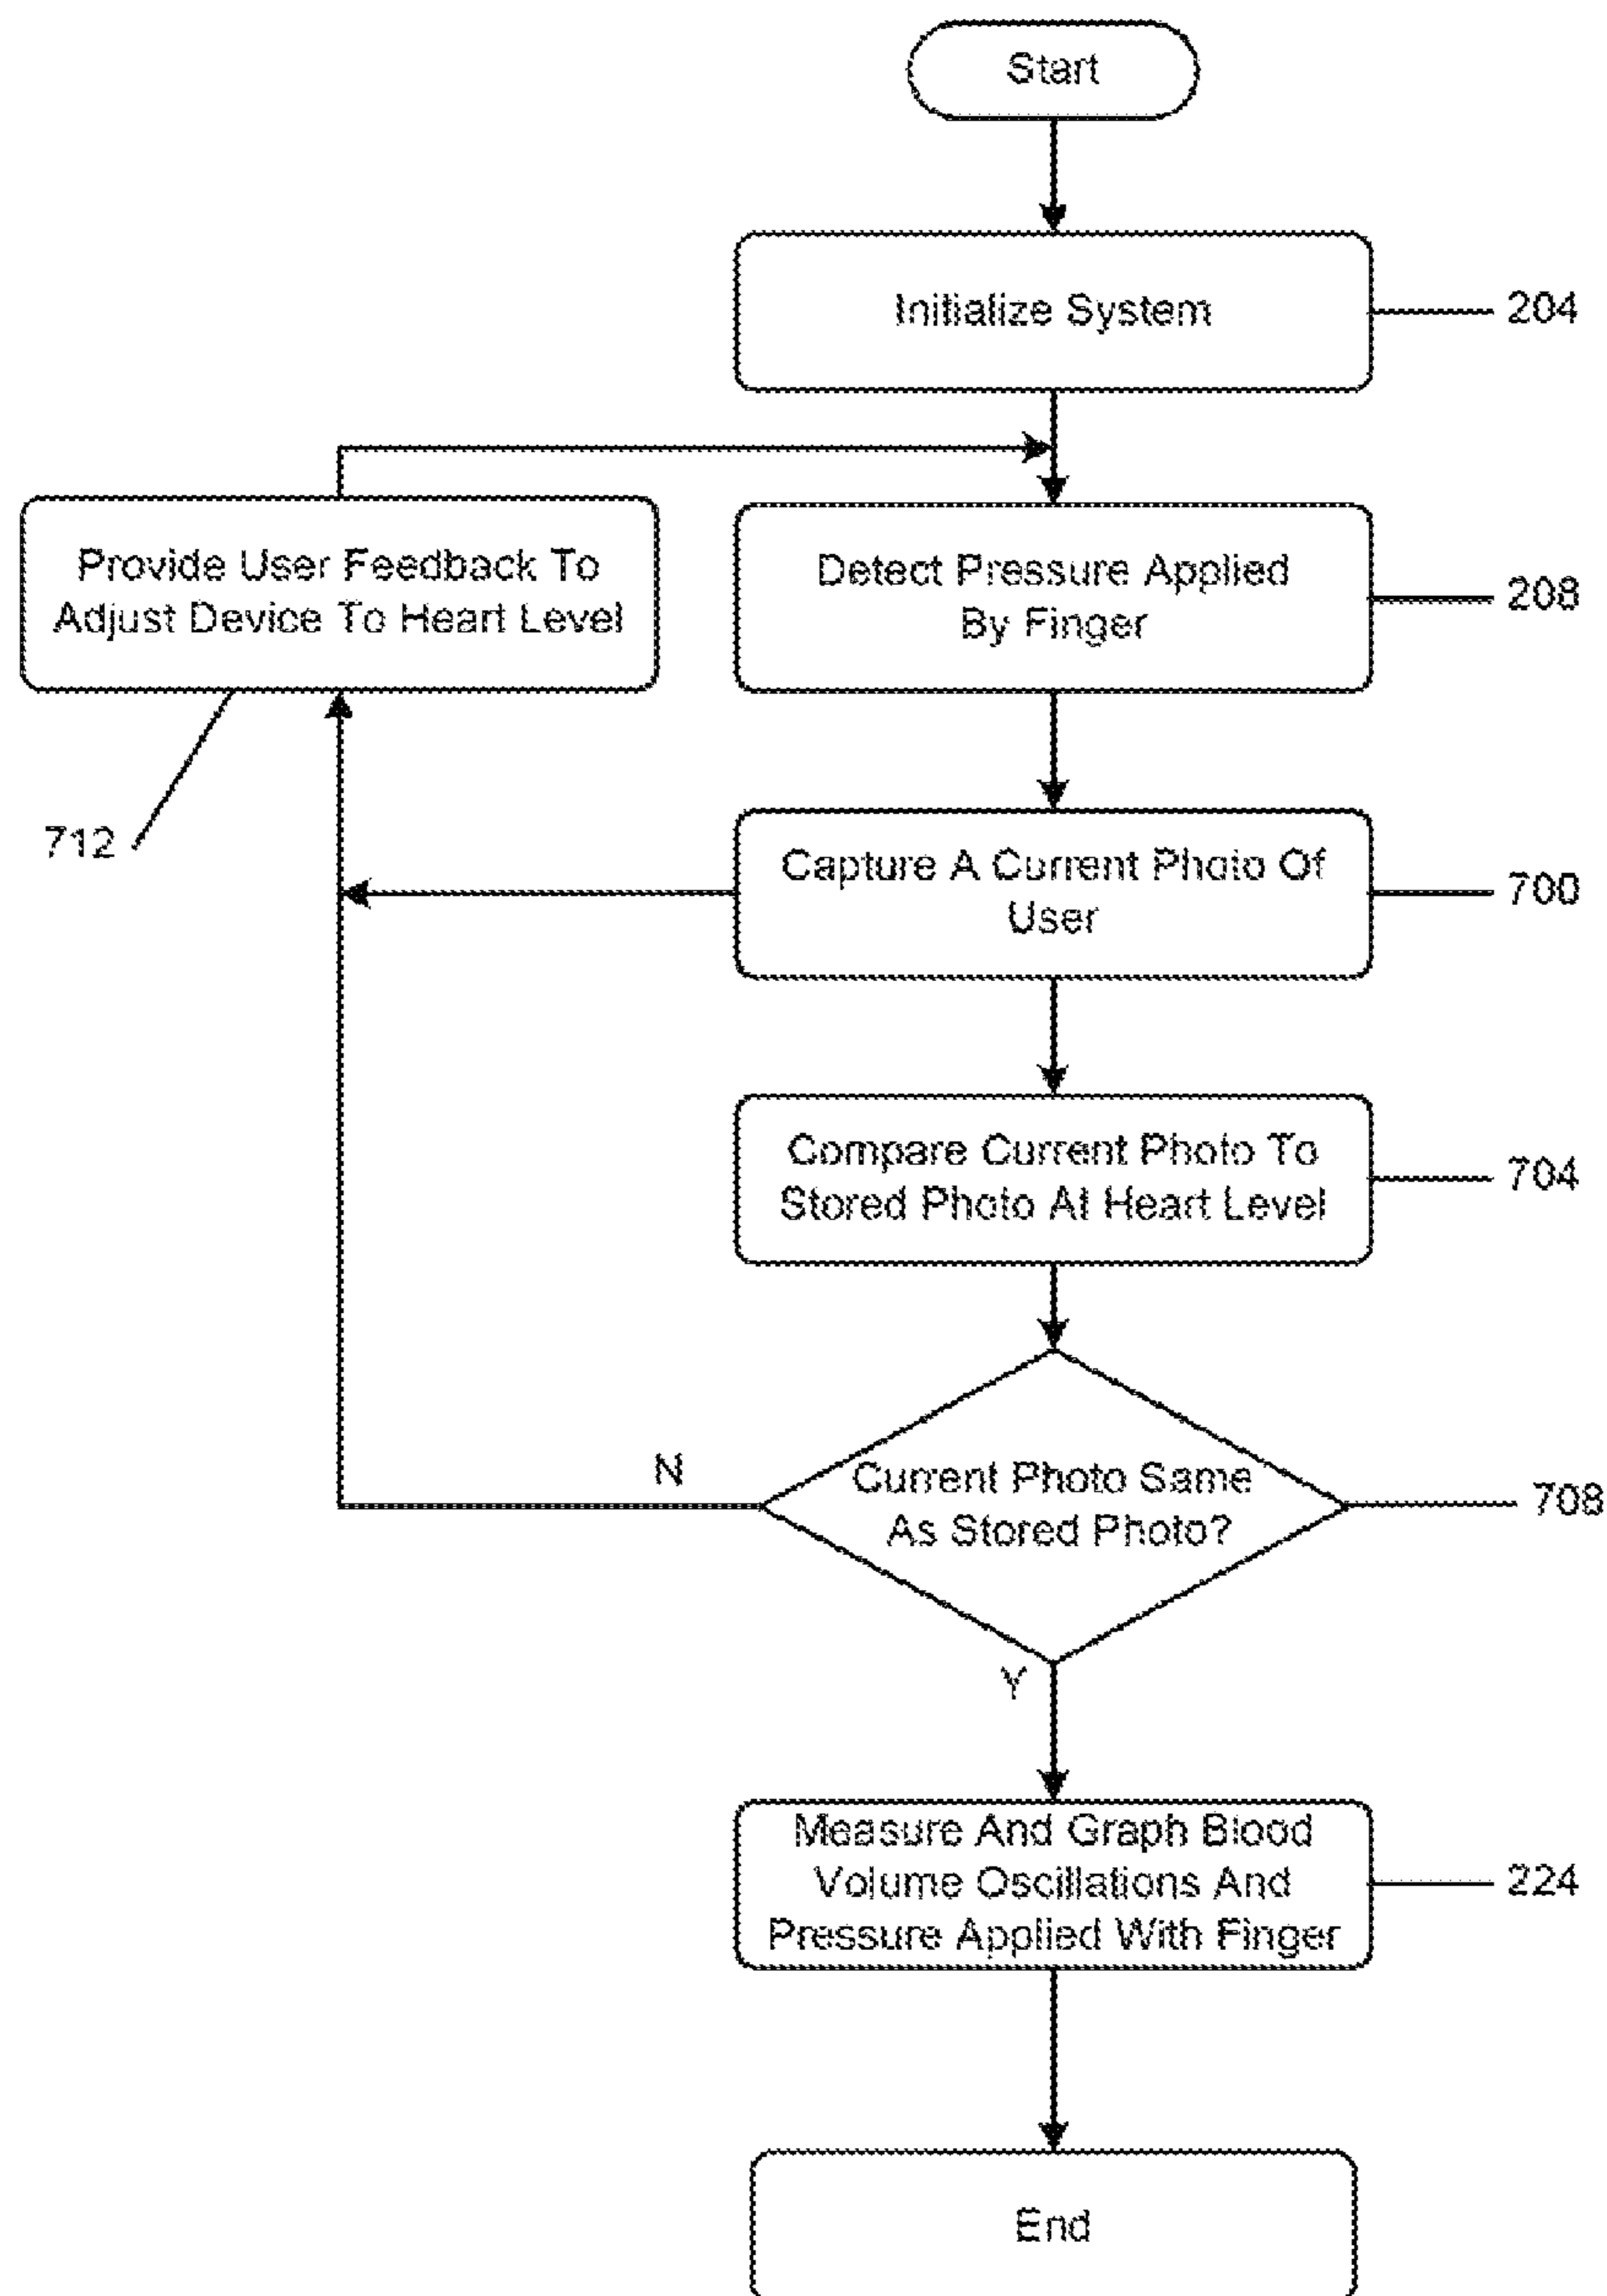 Start
Initialize System
204
Provide User Feedback To
Adjust Device To Heart Level
712
Detect Pressure Applied
By Finger
208
Capture A Current Photo Of
User
700
Compare Current Photo To
Stored Photo At Heart Level
704
N
Current Photo Same
As Stored Photo?
708
Y
Measure And Graph Blood
Volume Oscillations And
Pressure Applied With Finger
224
End